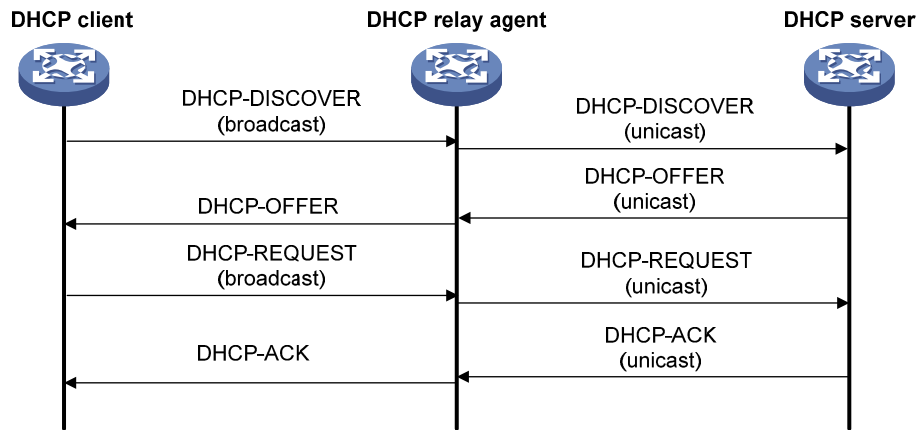 DHCP client
DHCP relay agent
DHCP server
DHCP-DISCOVER
(broadcast)
DHCP-DISCOVER
(unicast)
DHCP-OFFER
(unicast)
DHCP-OFFER
DHCP-REQUEST
(broadcast)
DHCP-REQUEST
(unicast)
DHCP-ACK
(unicast)
DHCP-ACK